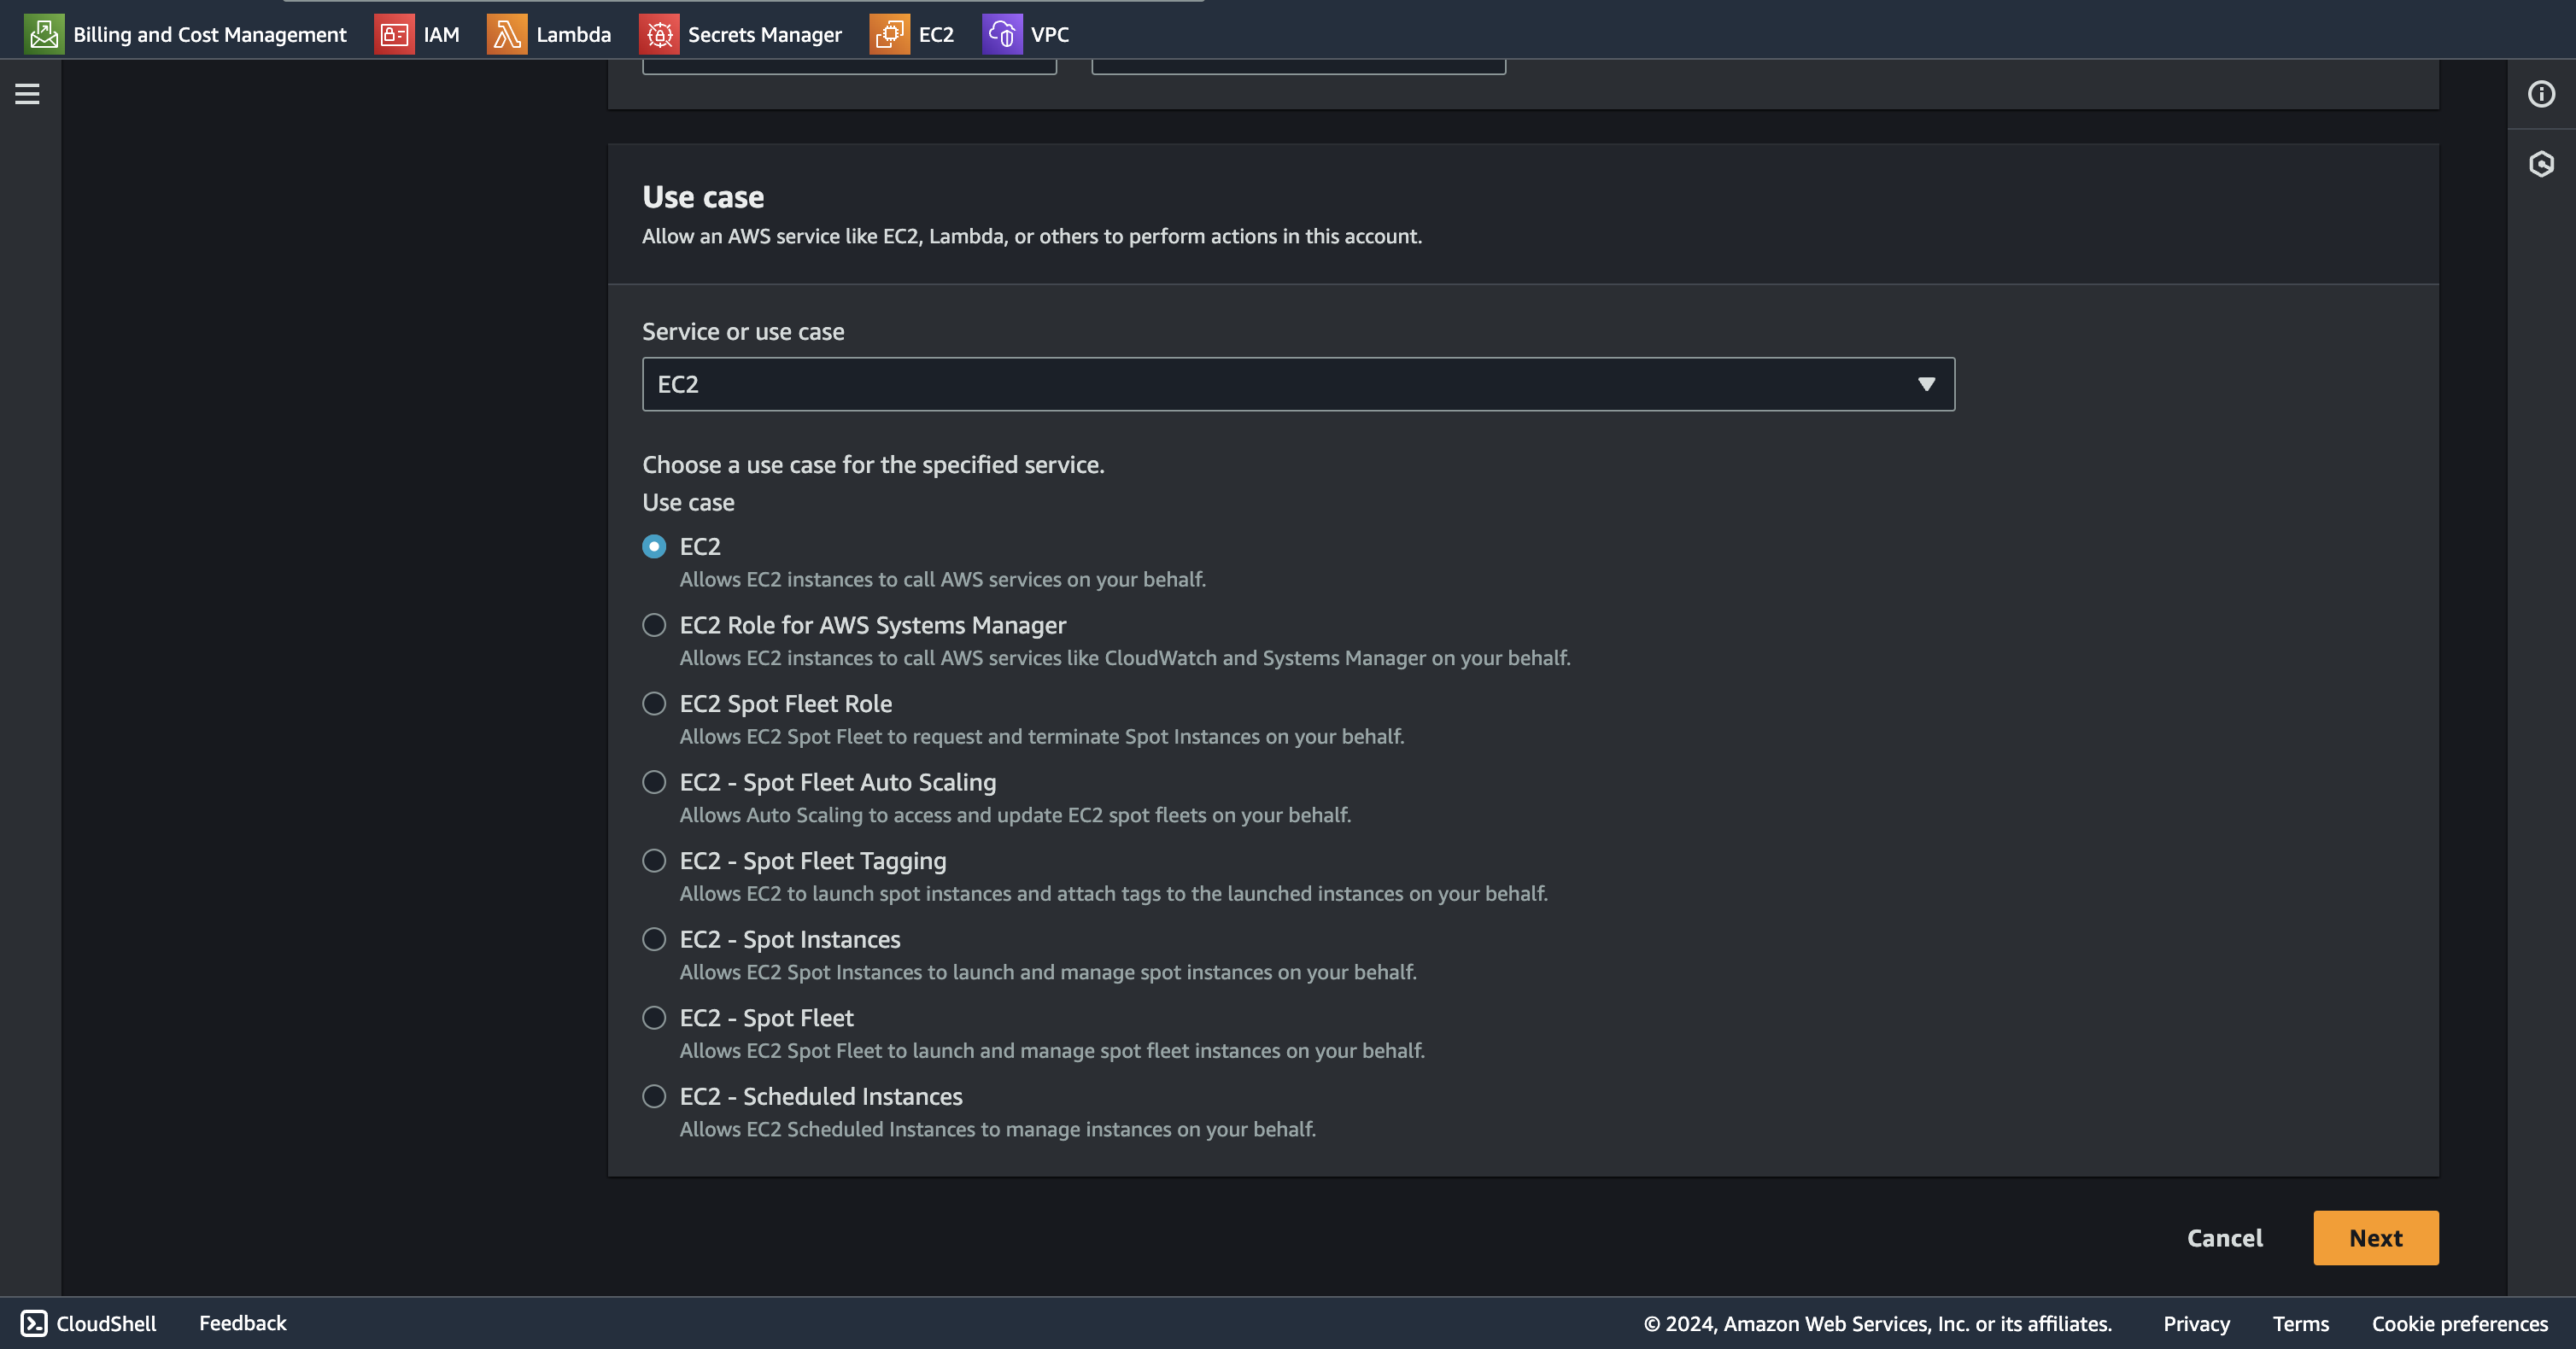 Billing and Cost Management IAM Lambda Secrets Manager EC2 VPC
Use case
Allow an AWS service like EC2, Lambda, or others to perform actions in this account.
Service or use case
EC2
Choose a use case for the specified service.
Use case
EC2
Allows EC2 instances to call AWS services on your behalf.
EC2 Role for AWS Systems Manager
Allows EC2 instances to call AWS services like CloudWatch and Systems Manager on your behalf.
EC2 Spot Fleet Role
Allows EC2 Spot Fleet to request and terminate Spot Instances on your behalf.
EC2 - Spot Fleet Auto Scaling
Allows Auto Scaling to access and update EC2 spot fleets on your behalf.
EC2 - Spot Fleet Tagging
Allows EC2 to launch spot instances and attach tags to the launched instances on your behalf.
EC2 - Spot Instances
Allows EC2 Spot Instances to launch and manage spot instances on your behalf.
EC2 - Spot Fleet
Allows EC2 Spot Fleet to launch and manage spot fleet instances on your behalf.
EC2 - Scheduled Instances
Allows EC2 Scheduled Instances to manage instances on your behalf.
Cancel Next
CloudShell Feedback © 2024, Amazon Web Services, Inc. or its affiliates. Privacy Terms Cookie preferences